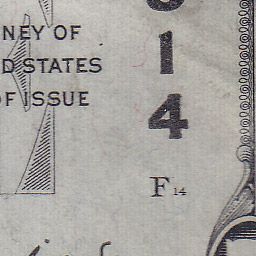 NEY OF
D STATES
OF ISSUE
1
4
F14